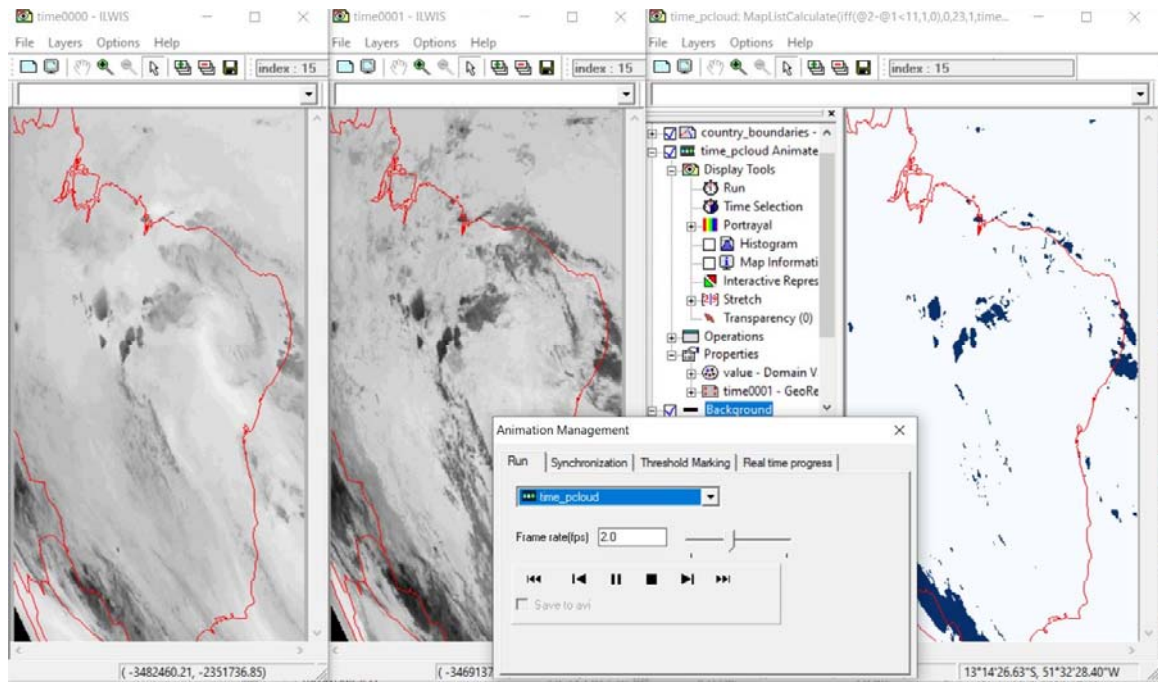 time0000 - ILWIS
File Layers Options Help
index : 15
( -3482460.21, -2351736.85)
time0001 - ILWIS
File Layers Options Help
index : 15
( -3469137
time_pcloud: MapListCalculate(iff(@2-@1<11,1,0),0,23,1,time...
File Layers Options Help
index : 15
country_boundaries -
time_pcloud Animate
Display Tools
Run
Time Selection
Portrayal
Histogram
Map Informati
Interactive Repres
Stretch
Transparency (0)
Operations
Properties
value - Domain V
time0001 - GeoRe
Background
13°14'26.63"S, 51°32'28.40"W
Animation Management
Run Synchronization Threshold Marking Real time progress
time_pcloud
Frame rate(fps) 2.0
Save to avi